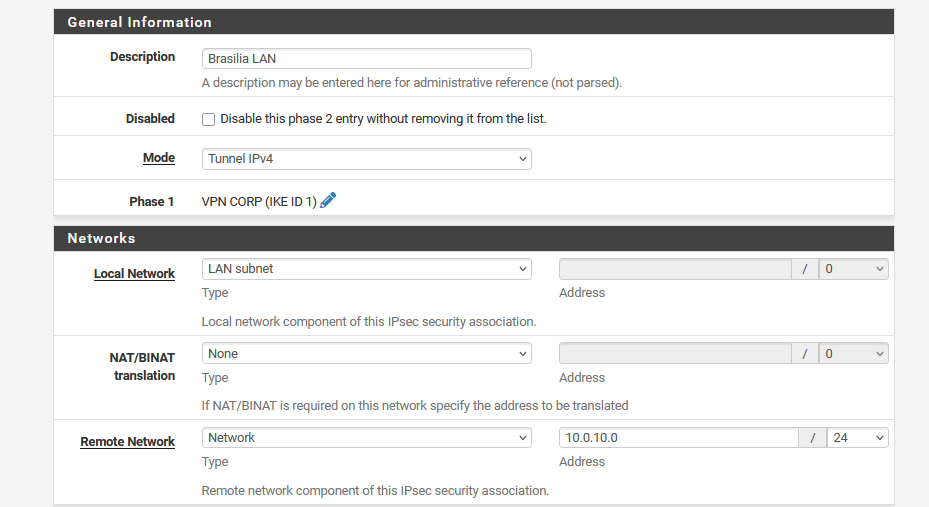 General Information
Description Brasilia LAN
A description may be entered here for administrative reference (not parsed).
Disabled Disable this phase 2 entry without removing it from the list.
Mode Tunnel IPv4
Phase 1 VPN CORP (IKE ID 1)
Networks
Local Network LAN subnet / 0
Type Address
Local network component of this IPsec security association.
NAT/BINAT None / 0
translation Type Address
If NAT/BINAT is required on this network specify the address to be translated
Remote Network Network 10.0.10.0 / 24
Type Address
Remote network component of this IPsec security association.